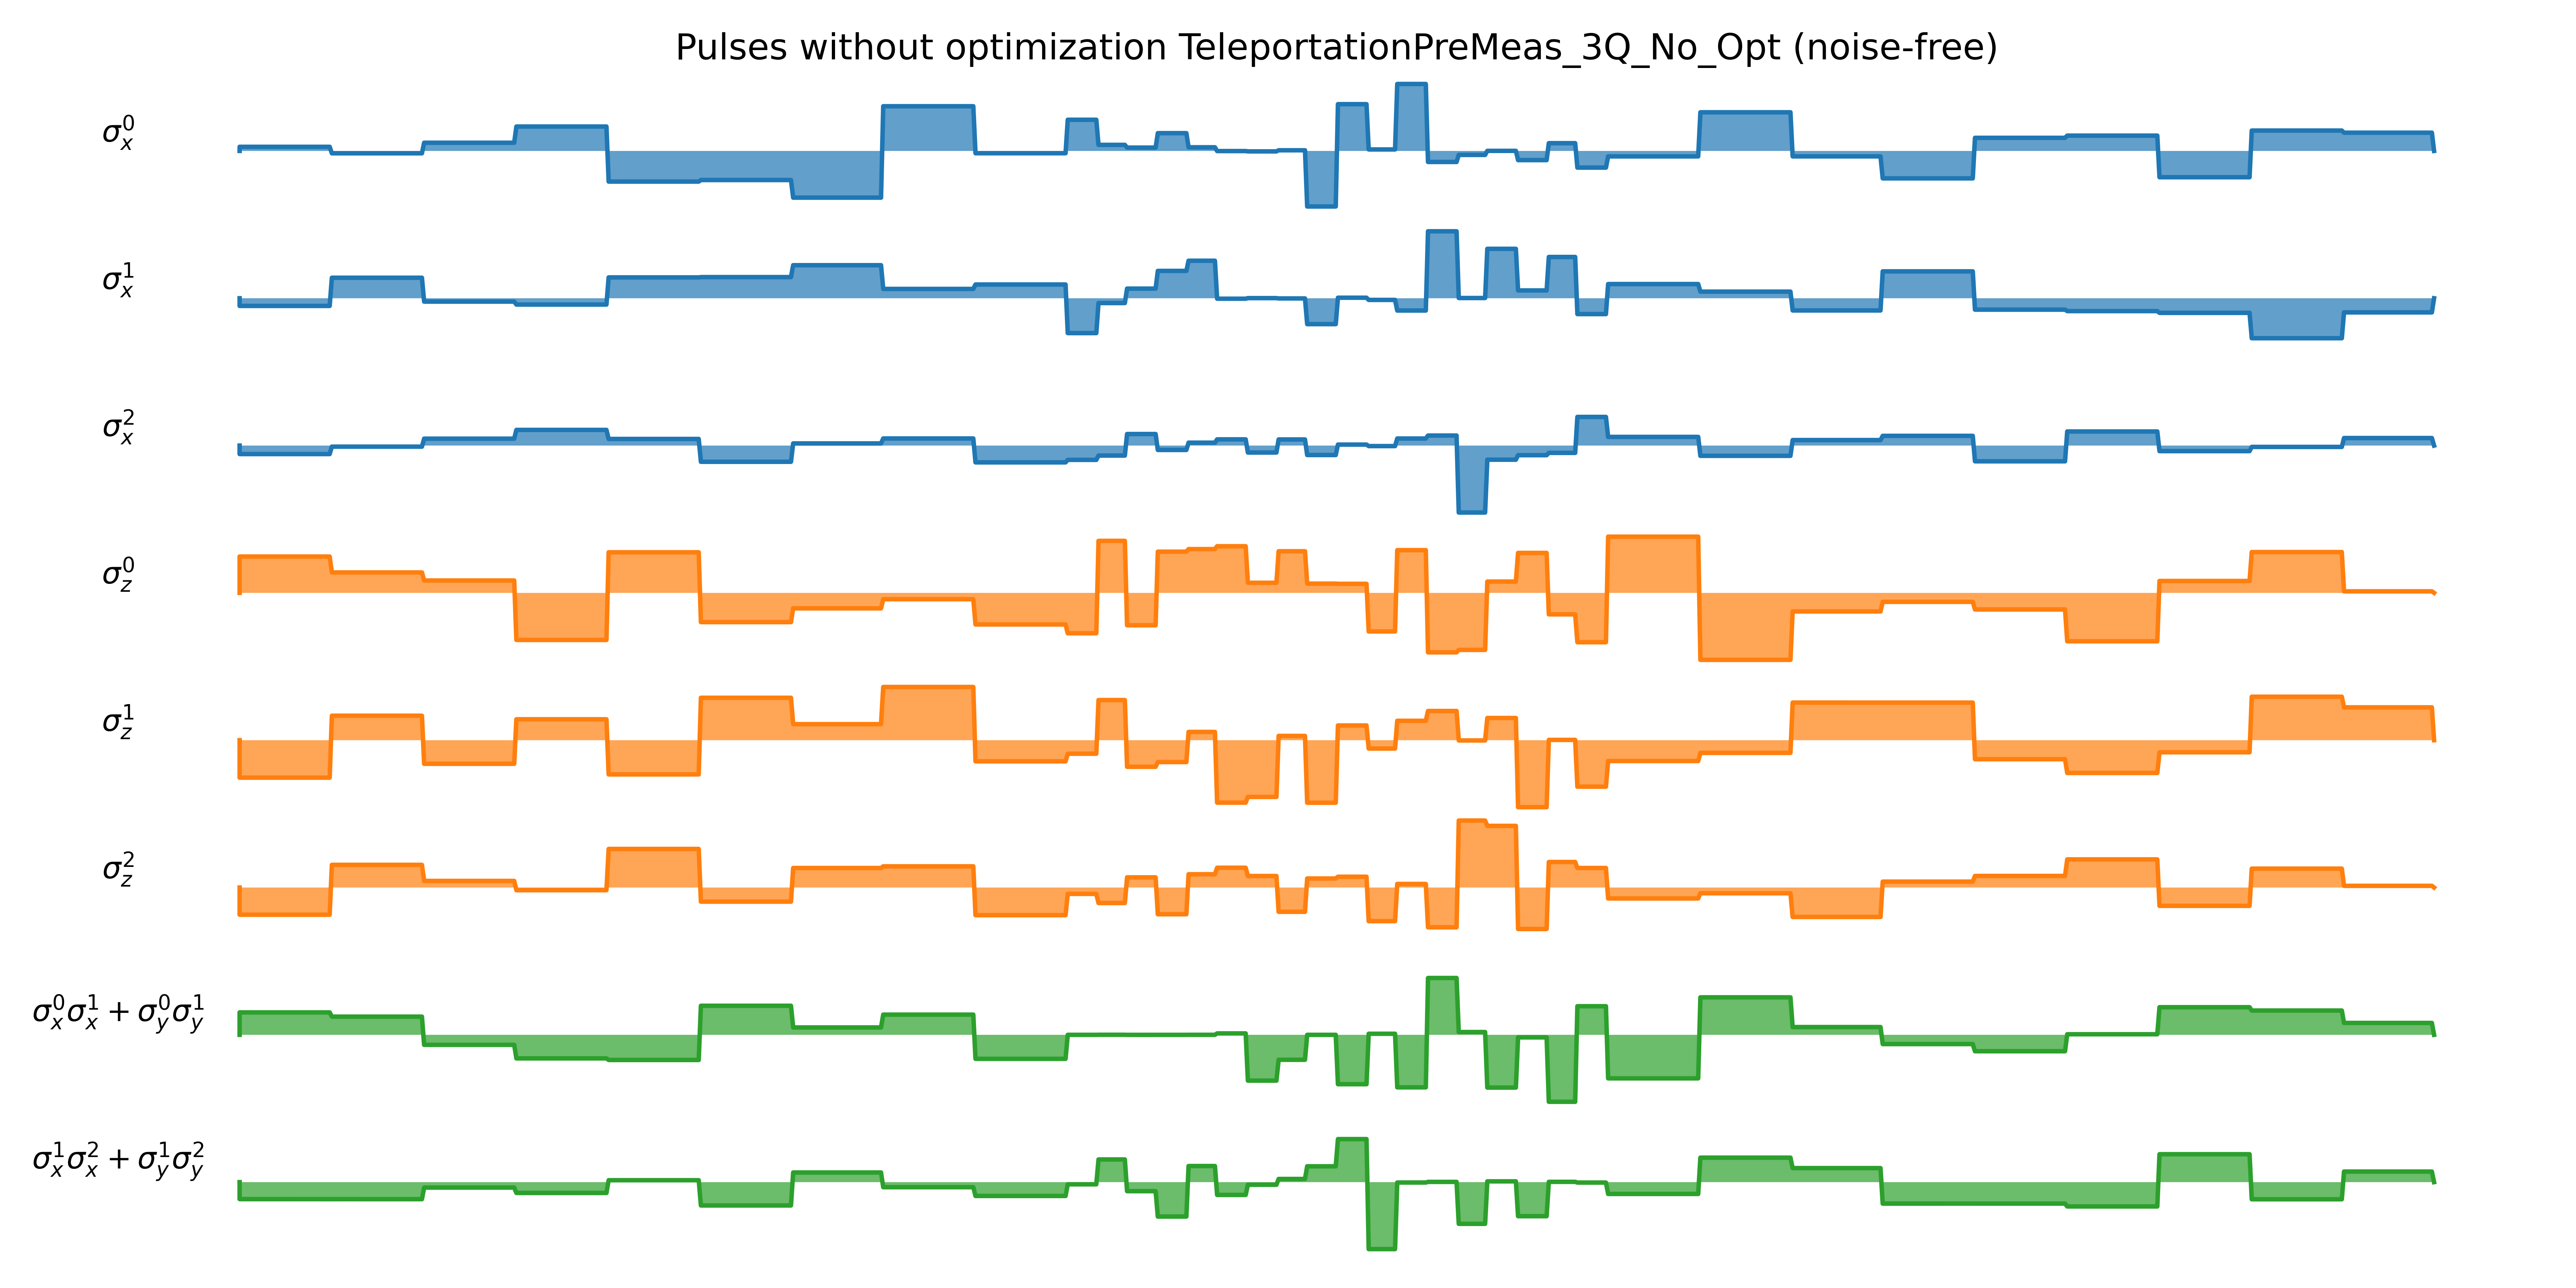 Pulses without optimization TeleportationPreMeas_3Q_No_Opt (noise-free)
σ_x^0
σ_x^1
σ_x^2
σ_z^0
σ_z^1
σ_z^2
σ_x^0σ_x^1 + σ_y^0σ_y^1
σ_x^1σ_x^2 + σ_y^1σ_y^2